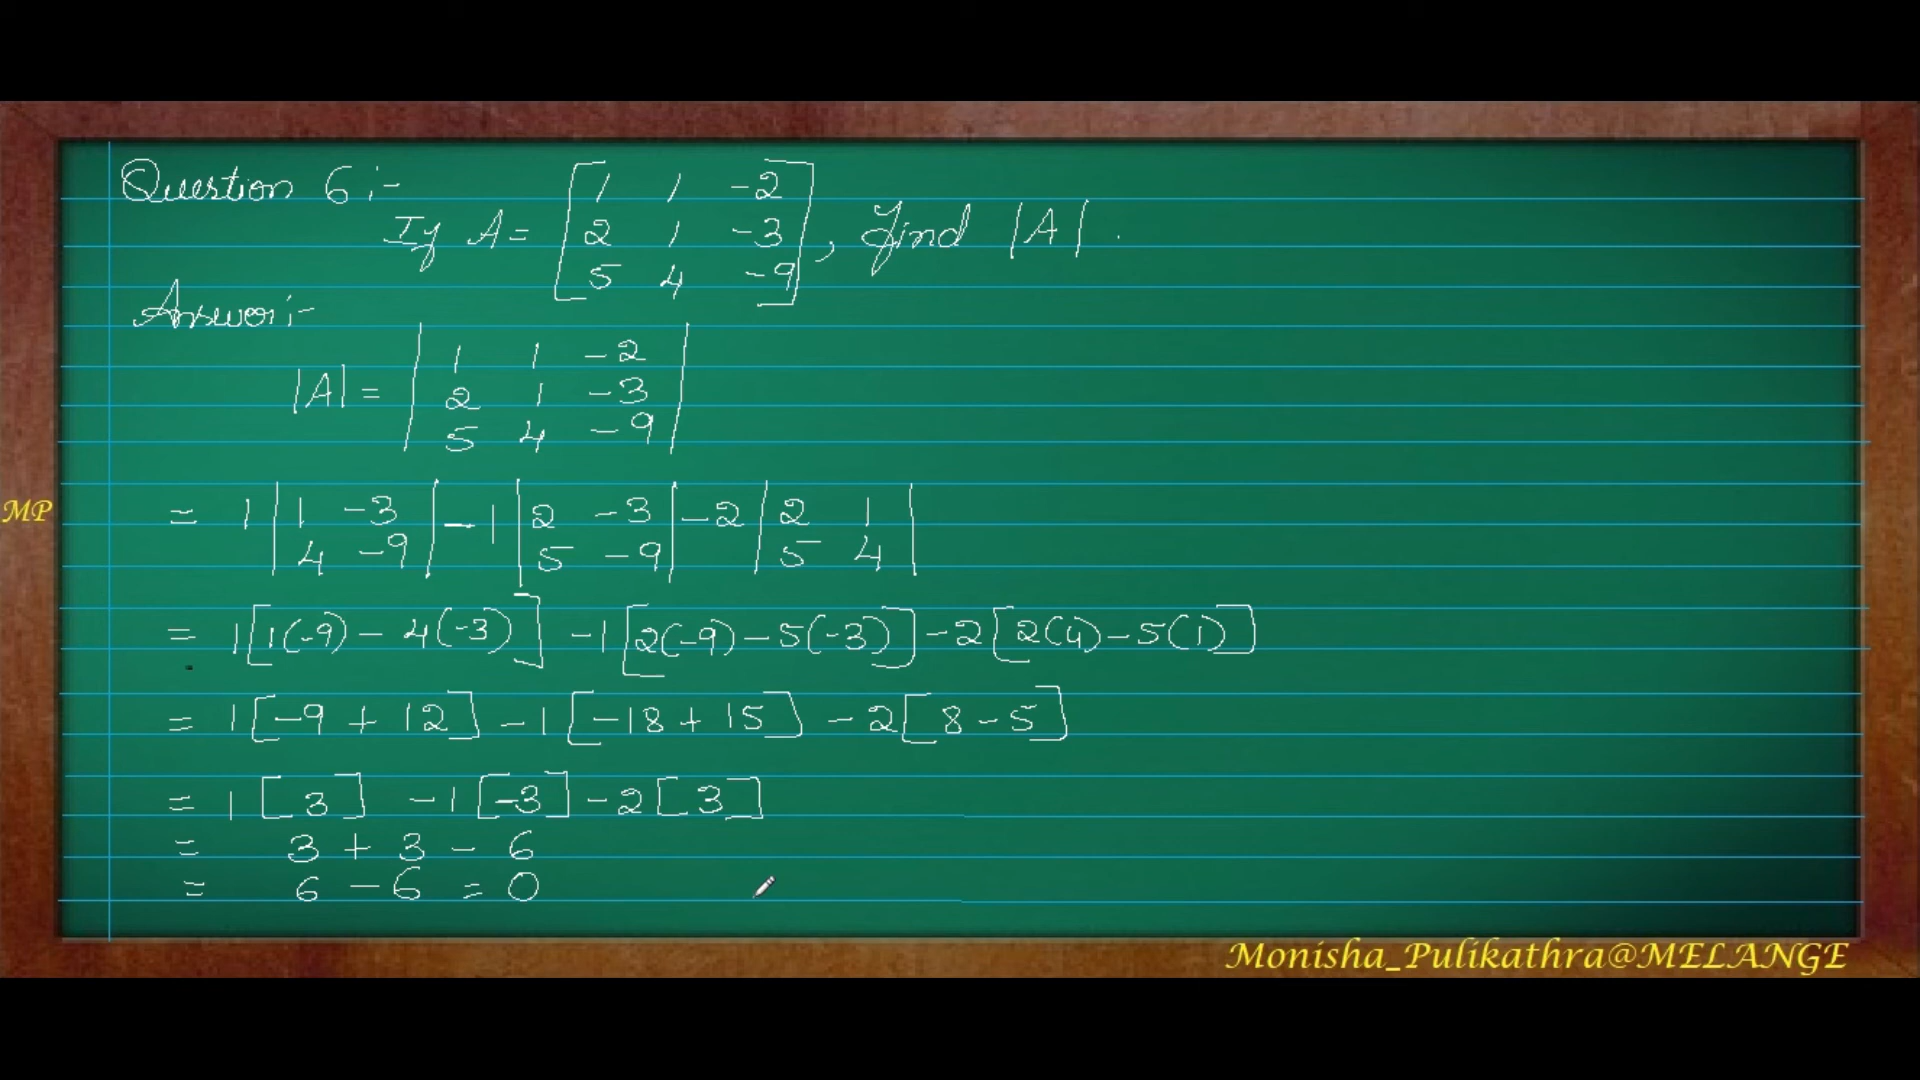 Question 6 :-
If A = [1 1 -2
2 1 -3
5 4 -9], find |A|.
Answer :-
|A| = |1 1 -2
2 1 -3
5 4 -9|
MP
= 1 |1 -3 4 -9| - 1 |2 -3 5 -9| - 2 |2 1 5 4|
= 1[1(-9) - 4(-3)] - 1[2(-9) - 5(-3)] - 2[2(4) - 5(1)]
= 1[-9 + 12] - 1[-18 + 15] - 2[8 - 5]
= 1[3] - 1[-3] - 2[3]
= 3 + 3 - 6
= 6 - 6 = 0
Monisha_Pulikathra@MELANGE